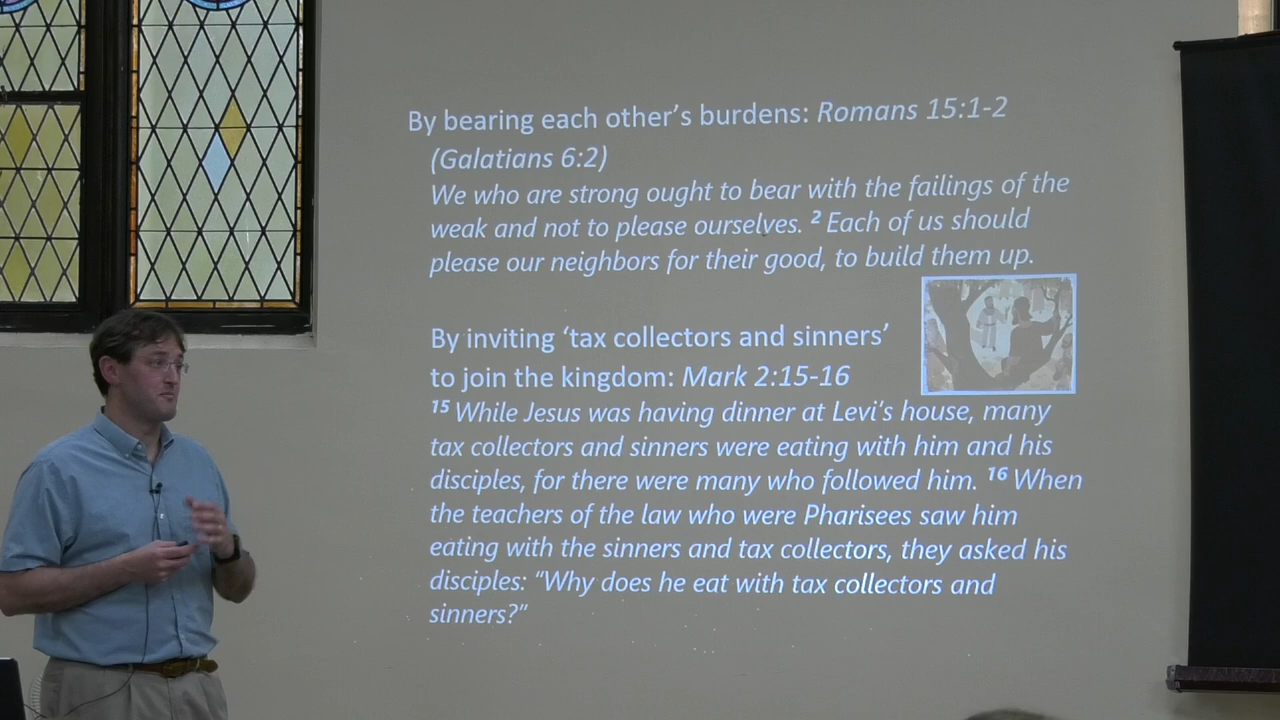 By bearing each other’s burdens: Romans 15:1-2
(Galatians 6:2)
We who are strong ought to bear with the failings of the
weak and not to please ourselves. ² Each of us should
please our neighbors for their good, to build them up.
By inviting ‘tax collectors and sinners’
to join the kingdom: Mark 2:15-16
¹⁵ While Jesus was having dinner at Levi’s house, many
tax collectors and sinners were eating with him and his
disciples, for there were many who followed him. ¹⁶ When
the teachers of the law who were Pharisees saw him
eating with the sinners and tax collectors, they asked his
disciples: “Why does he eat with tax collectors and
sinners?”